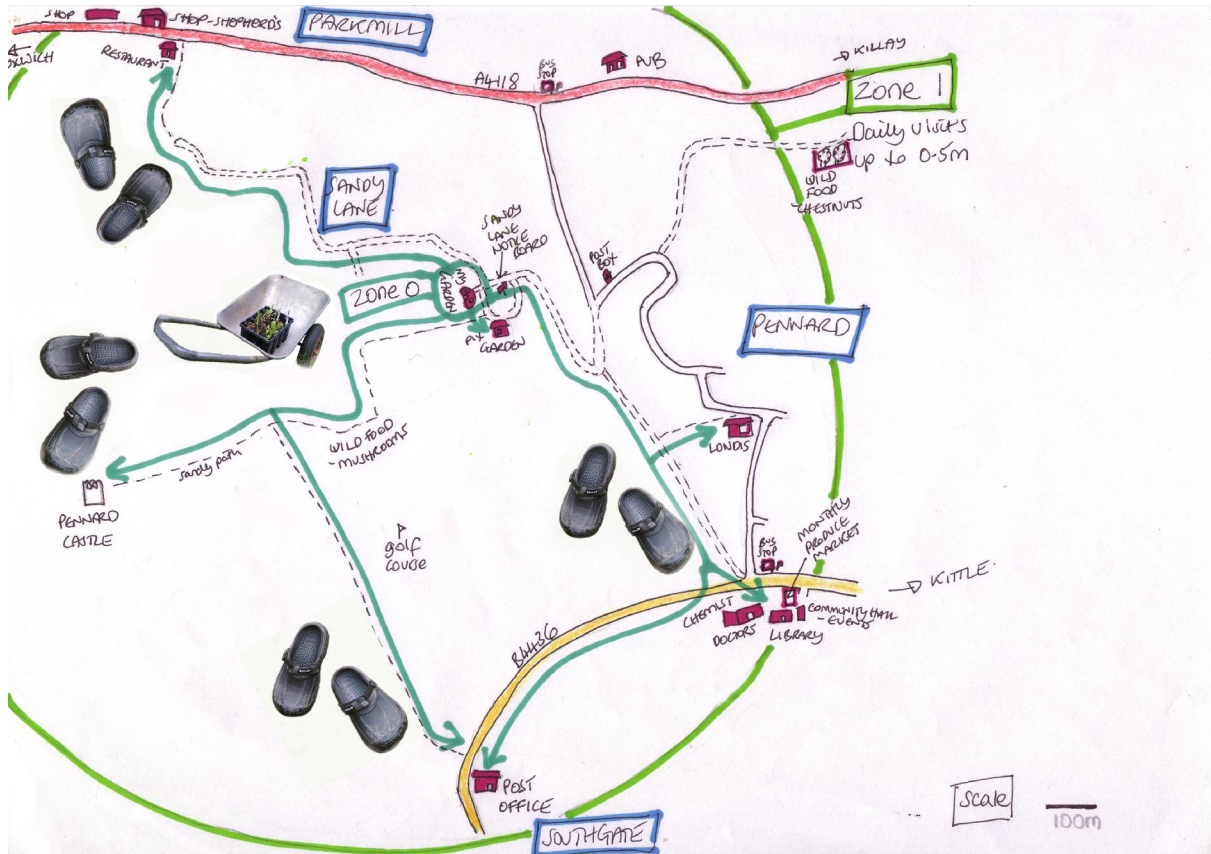 SHOP
SHOP-SHEPHERD'S
PARKMILL
RESTAURANT
A4118
BUS
STOP
PUB
→ KILLAY
Zone 1
Daily visits
up to 0.5m
WILD
FOOD
CHESTNUTS
SANDY
LANE
SANDY
LANE
NOTICE
BOARD
POST
BOX
Zone 0
GARDEN
GARDEN
PENNARD
WILD FOOD
- MUSHROOMS
sandy path
LONDIS
PENNARD
CASTLE
golf
course
BUS
STOP
MONTHLY
PRODUCE
MARKET
→ KITTLE.
CHEMIST
DOCTORS
LIBRARY
COMMUNITY HALL
- EVENTS
B4436
POST
OFFICE
SOUTHGATE
Scale
100m